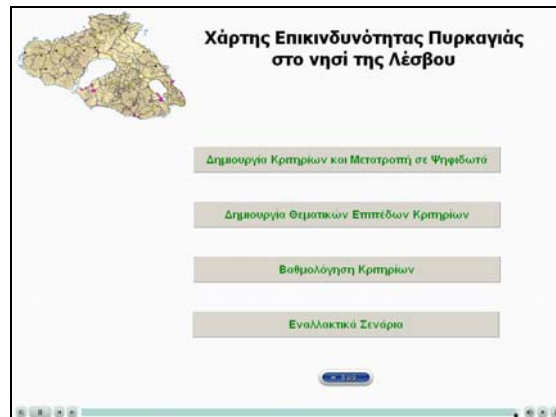 Χάρτης Επικινδυνότητας Πυρκαγιάς
στο νησί της Λέσβου
Δημιουργία Κριτηρίων και Μετατροπή σε Ψηφιδωτά
Δημιουργία Θεματικών Επιπέδων Κριτηρίων
Βαθμολόγηση Κριτηρίων
Εναλλακτικά Σενάρια